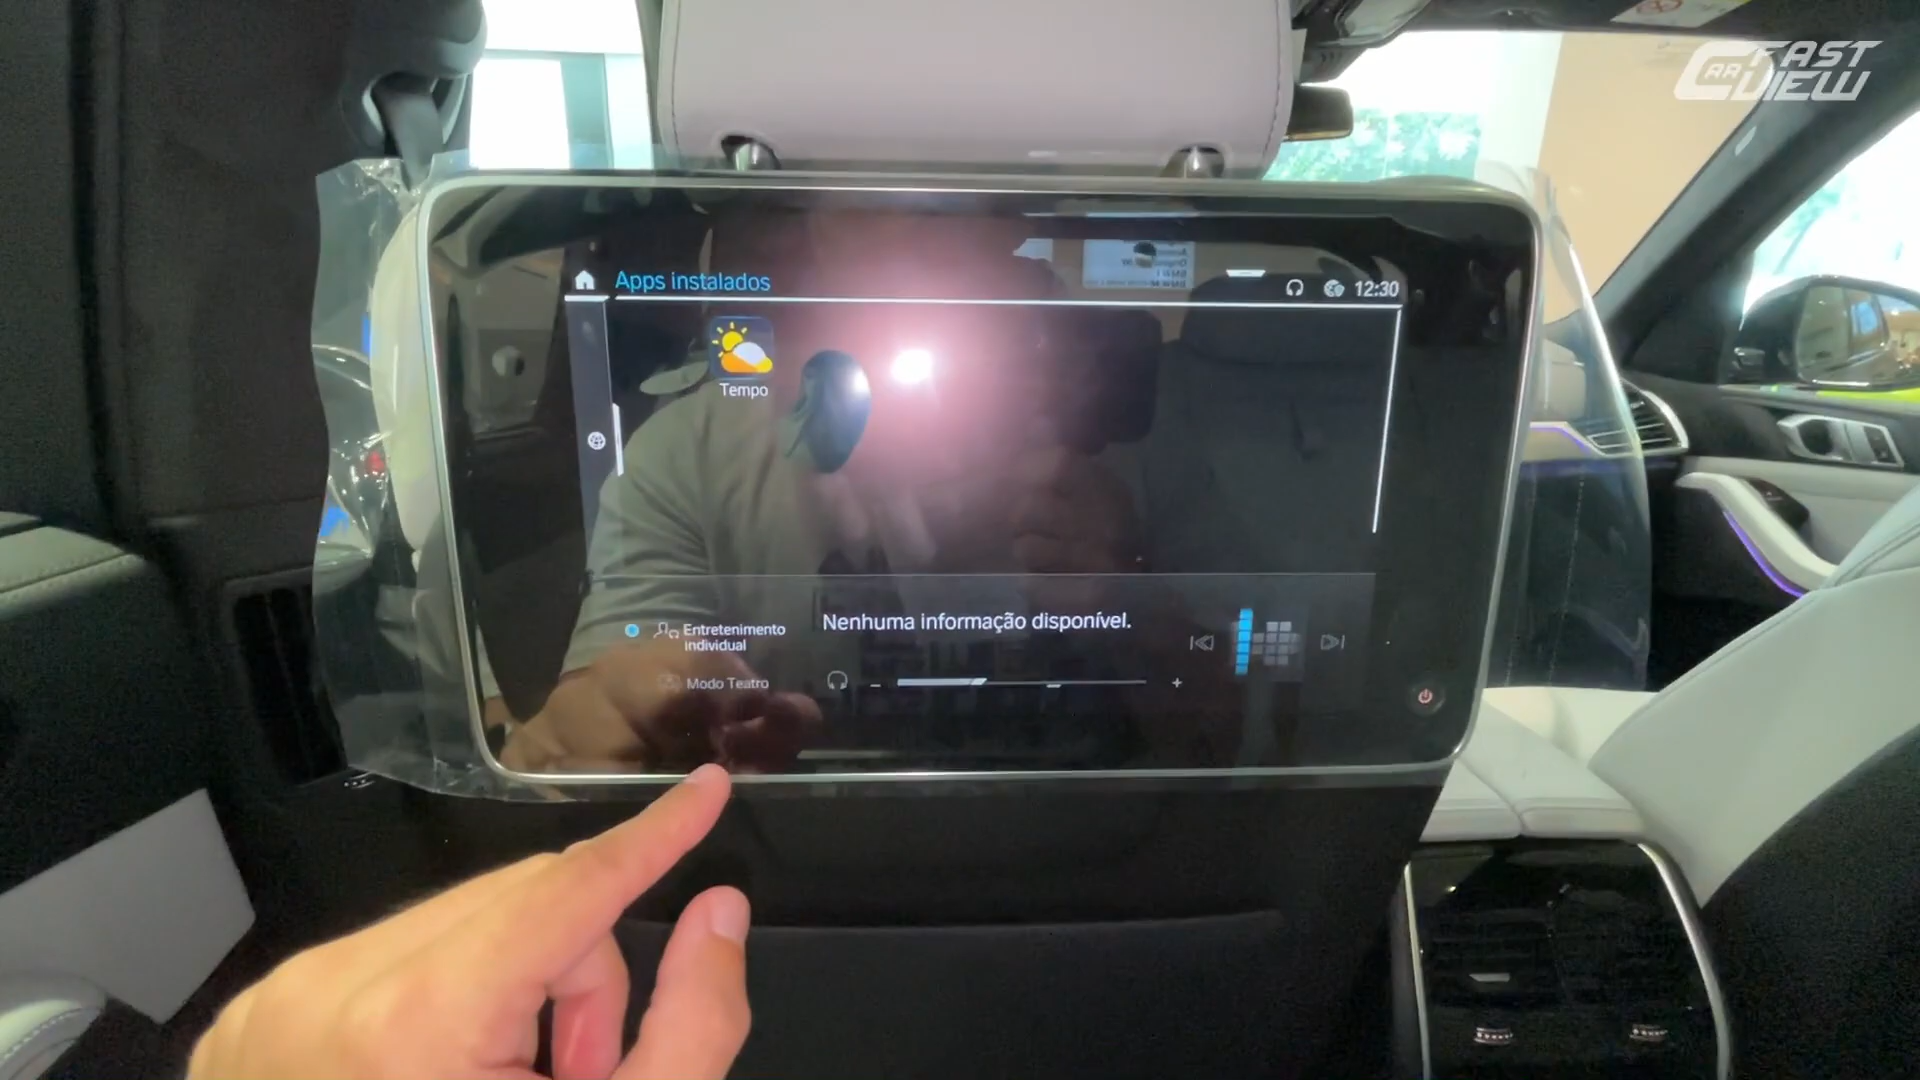 CAR FAST VIEW
Apps instalados
12:30
Tempo
Entretenimento
individual
Nenhuma informação disponível.
Modo Teatro